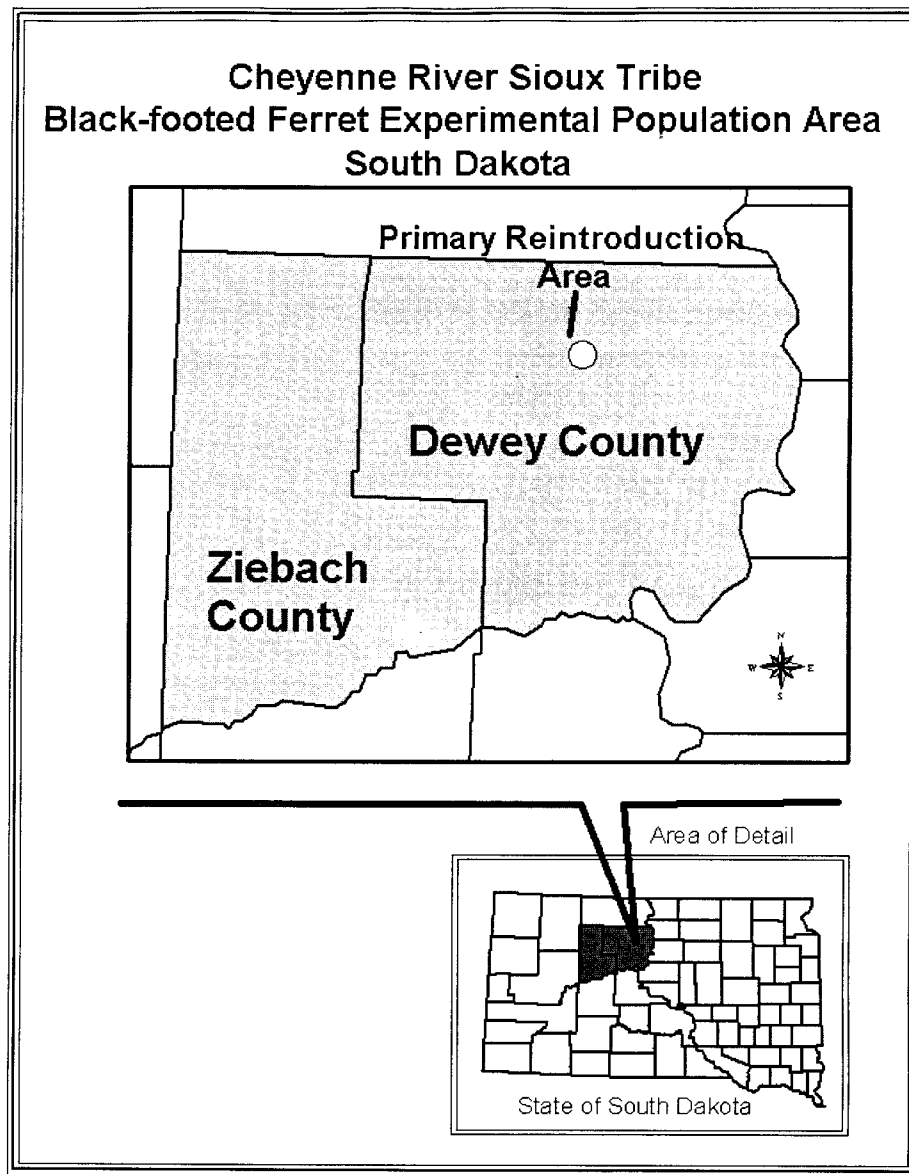 Cheyenne River Sioux Tribe
Black-footed Ferret Experimental Population Area
South Dakota
Primary Reintroduction
Area
Dewey County
Ziebach
County
N
W E
S
Area of Detail
State of South Dakota